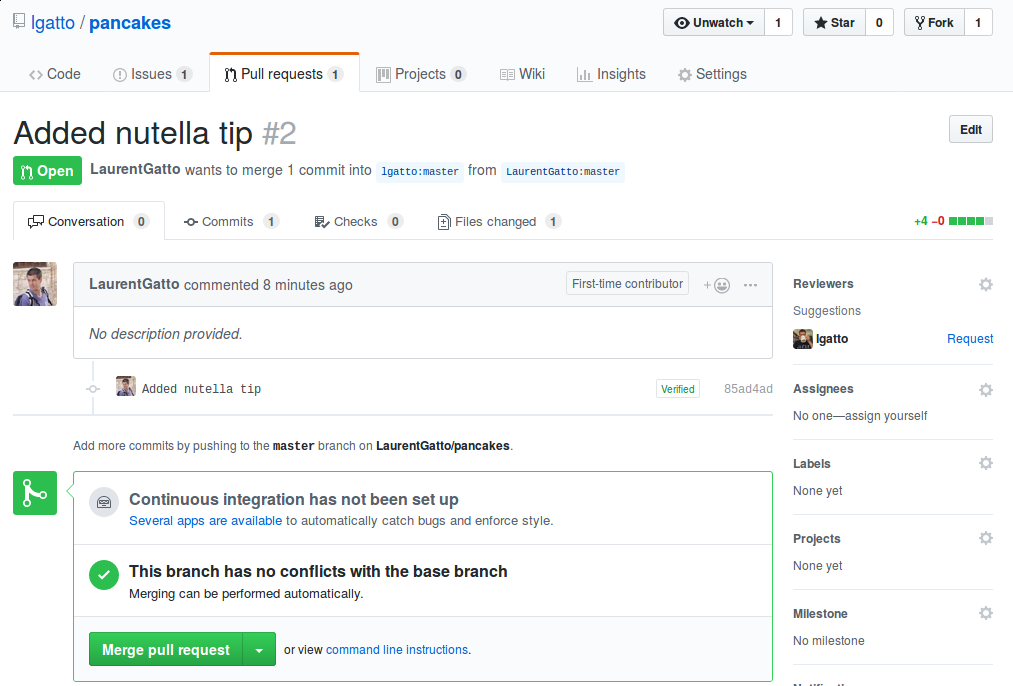 lgatto / pancakes
Unwatch 1 Star 0 Fork 1
Code Issues 1 Pull requests 1 Projects 0 Wiki Insights Settings
Added nutella tip #2 Edit
Open LaurentGatto wants to merge 1 commit into lgatto:master from LaurentGatto:master
Conversation 0 Commits 1 Checks 0 Files changed 1 +4 −0
LaurentGatto commented 8 minutes ago First-time contributor + ...
No description provided.
Added nutella tip Verified 85ad4ad
Add more commits by pushing to the master branch on LaurentGatto/pancakes.
Continuous integration has not been set up
Several apps are available to automatically catch bugs and enforce style.
This branch has no conflicts with the base branch
Merging can be performed automatically.
Merge pull request or view command line instructions.
Reviewers
Suggestions
lgatto Request
Assignees
No one—assign yourself
Labels
None yet
Projects
None yet
Milestone
No milestone